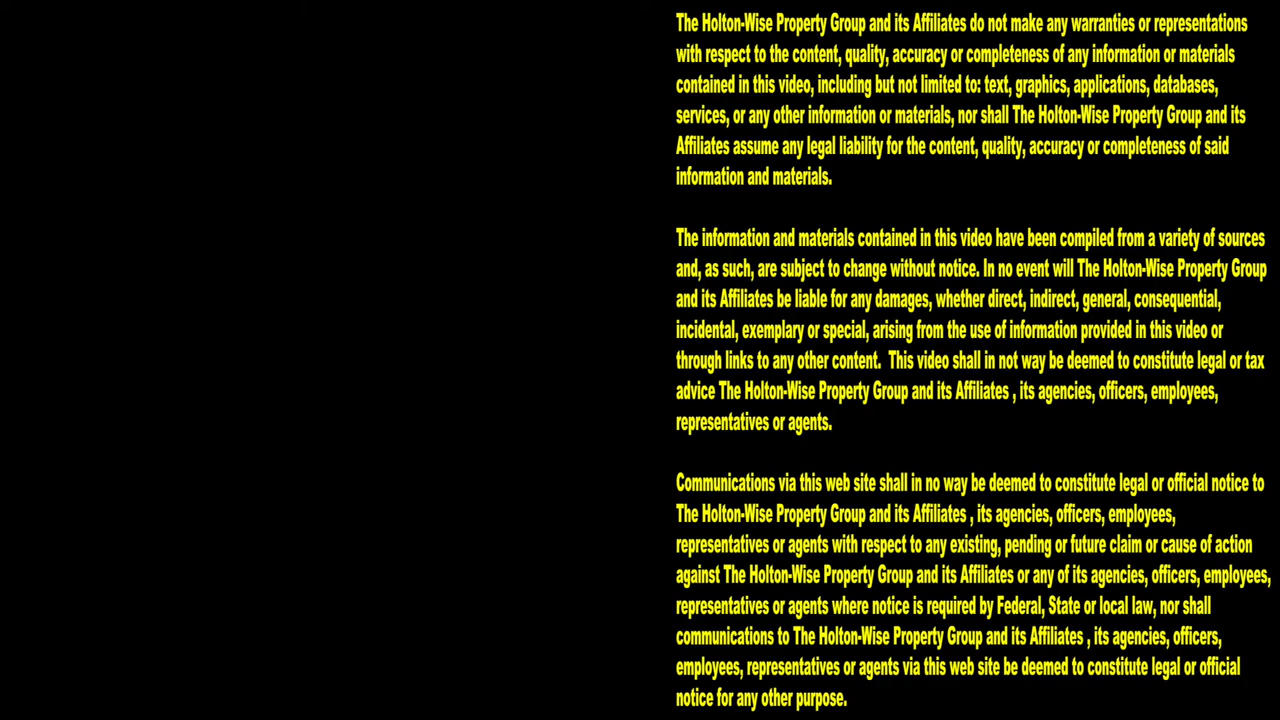 The Holton-Wise Property Group and its Affiliates do not make any warranties or representations
with respect to the content, quality, accuracy or completeness of any information or materials
contained in this video, including but not limited to: text, graphics, applications, databases,
services, or any other information or materials, nor shall The Holton-Wise Property Group and its
Affiliates assume any legal liability for the content, quality, accuracy or completeness of said
information and materials.
The information and materials contained in this video have been compiled from a variety of sources
and, as such, are subject to change without notice. In no event will The Holton-Wise Property Group
and its Affiliates be liable for any damages, whether direct, indirect, general, consequential,
incidental, exemplary or special, arising from the use of information provided in this video or
through links to any other content.  This video shall in not way be deemed to constitute legal or tax
advice The Holton-Wise Property Group and its Affiliates , its agencies, officers, employees,
representatives or agents.
Communications via this web site shall in no way be deemed to constitute legal or official notice to
The Holton-Wise Property Group and its Affiliates , its agencies, officers, employees,
representatives or agents with respect to any existing, pending or future claim or cause of action
against The Holton-Wise Property Group and its Affiliates or any of its agencies, officers, employees,
representatives or agents where notice is required by Federal, State or local law, nor shall
communications to The Holton-Wise Property Group and its Affiliates , its agencies, officers,
employees, representatives or agents via this web site be deemed to constitute legal or official
notice for any other purpose.